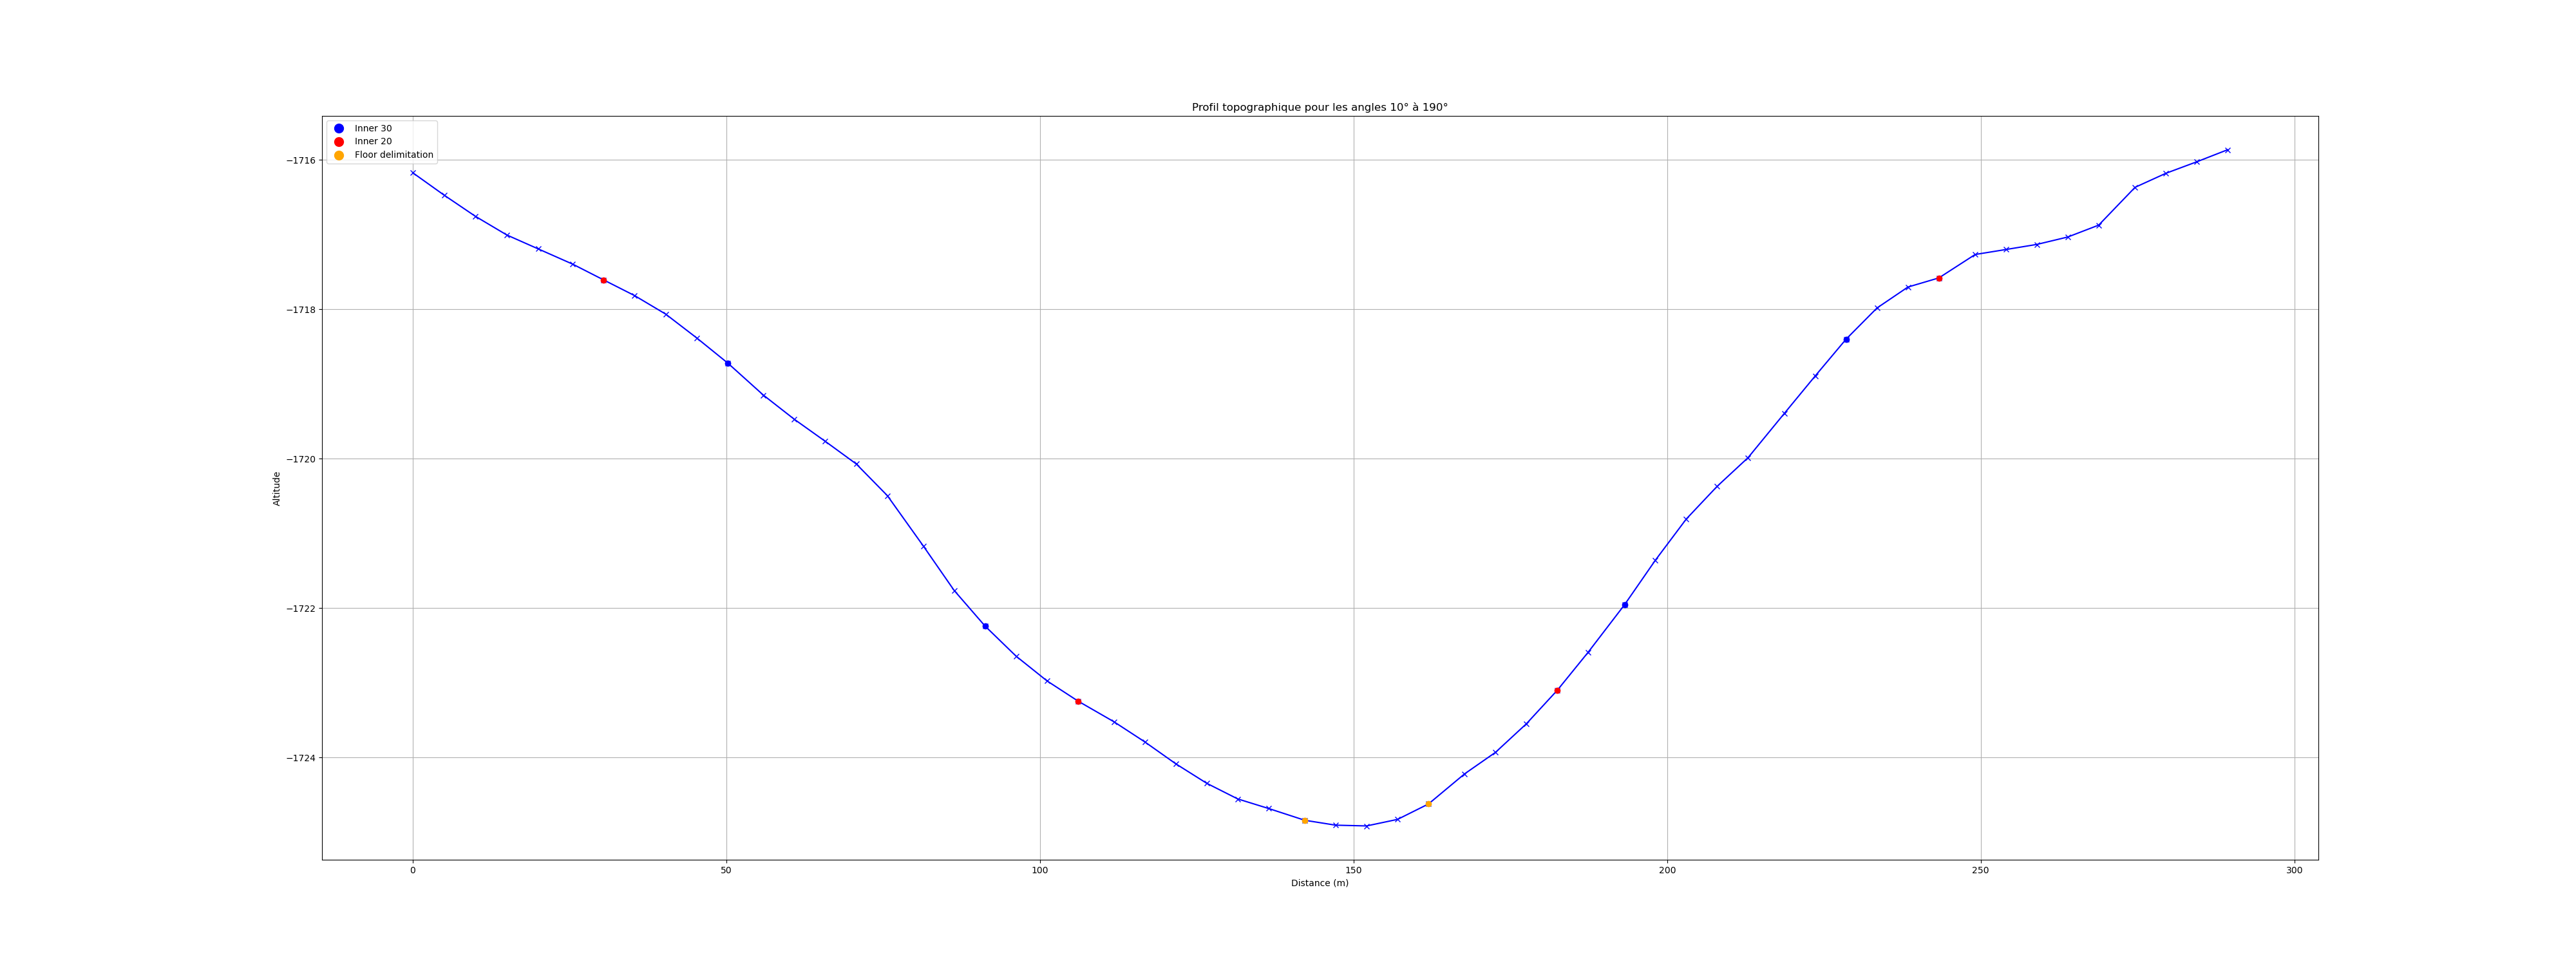 Profil topographique pour les angles 10° à 190°
Inner 30
Inner 20
Floor delimitation
−1716
−1718
−1720
−1722
−1724
Altitude
0 50 100 150 200 250 300
Distance (m)